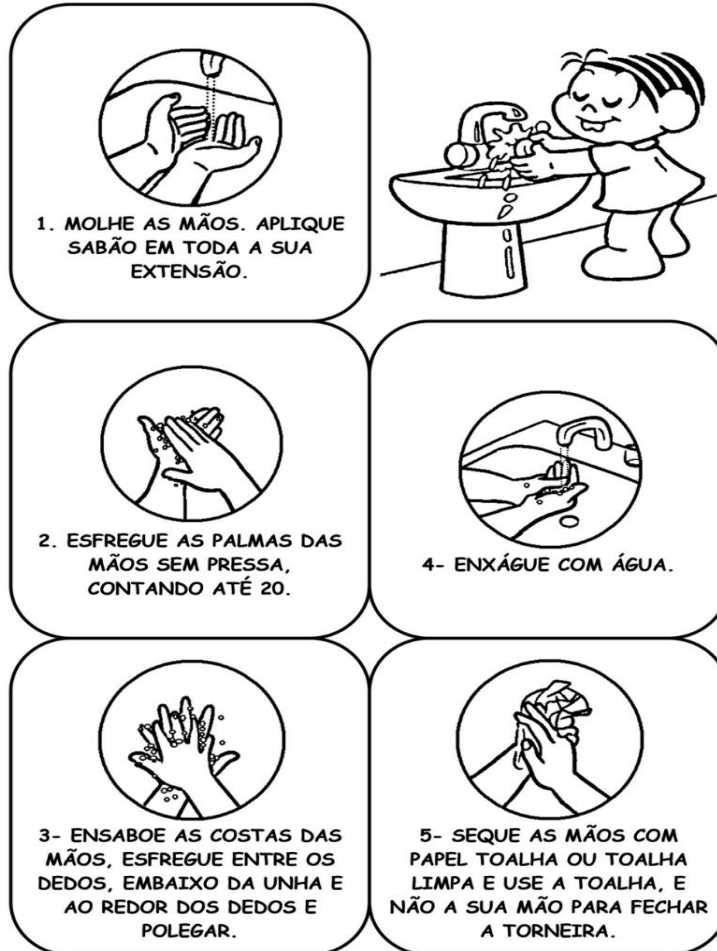 1. MOLHE AS MÃOS. APLIQUE
SABÃO EM TODA A SUA
EXTENSÃO.
2. ESFREGUE AS PALMAS DAS
MÃOS SEM PRESSA,
CONTANDO ATÉ 20.
3- ENSABOE AS COSTAS DAS
MÃOS, ESFREGUE ENTRE OS
DEDOS, EMBAIXO DA UNHA E
AO REDOR DOS DEDOS E
POLEGAR.
4- ENXÁGUE COM ÁGUA.
5- SEQUE AS MÃOS COM
PAPEL TOALHA OU TOALHA
LIMPA E USE A TOALHA, E
NÃO A SUA MÃO PARA FECHAR
A TORNEIRA.